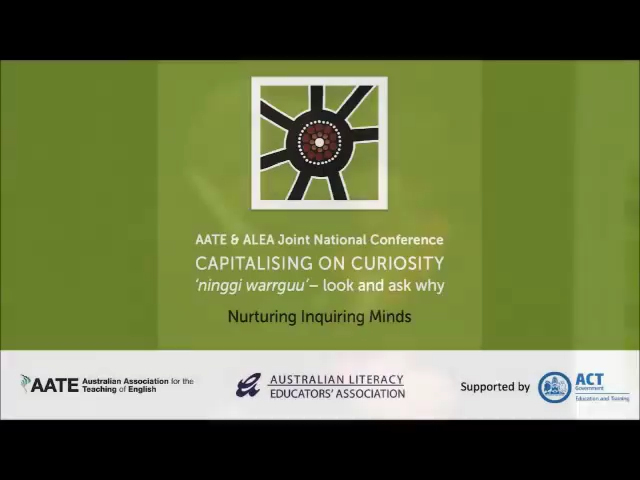 AATE & ALEA Joint National Conference
CAPITALISING ON CURIOSITY
'ninggi warrguu'– look and ask why
Nurturing Inquiring Minds
AATE Australian Association for the Teaching of English
AUSTRALIAN LITERACY
EDUCATORS' ASSOCIATION
Supported by
ACT
Government
Education and Training